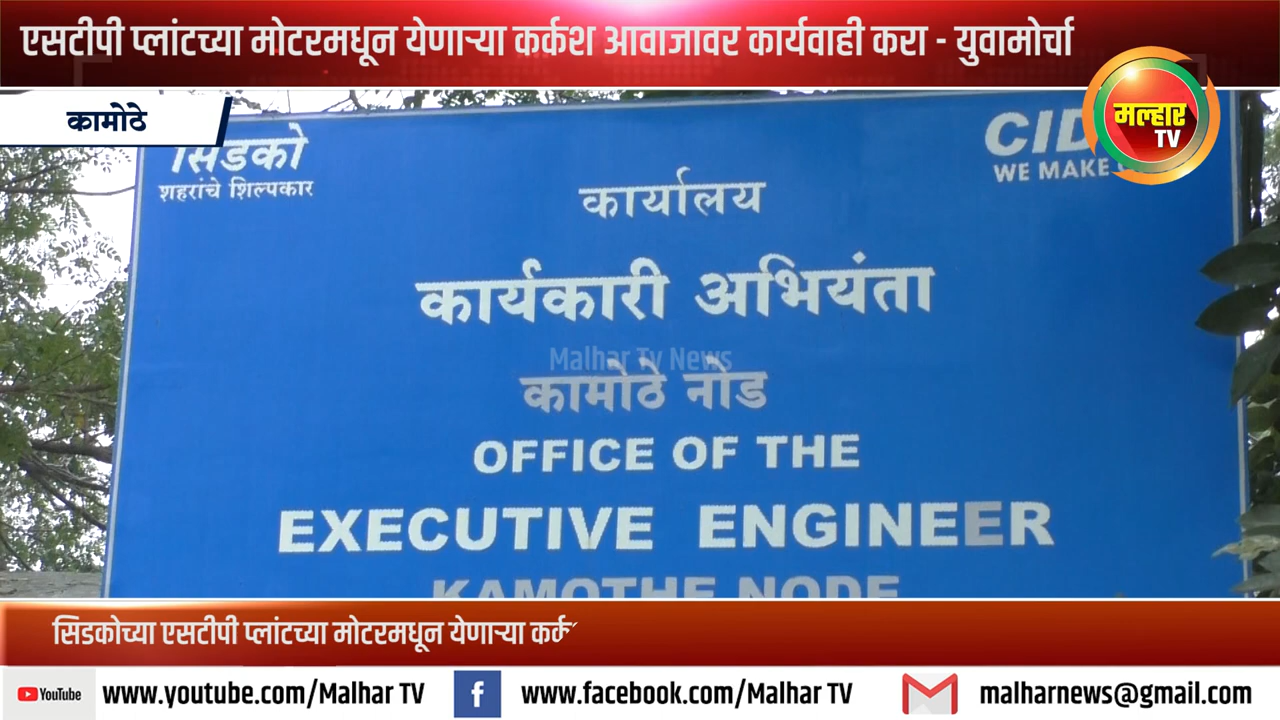 एसटीपी प्लांटच्या मोटरमधून येणाऱ्या कर्कश आवाजावर कार्यवाही करा - युवामोर्चा
कामोठे
मल्हार
TV
सिडको
शहरांचे शिल्पकार
CID
WE MAKE
कार्यालय
कार्यकारी अभियंता
Malhar Tv News
कामोठे नोड
OFFICE OF THE
EXECUTIVE ENGINEER
KAMOTHE NODE
सिडकोच्या एसटीपी प्लांटच्या मोटरमधून येणाऱ्या
YouTube
www.youtube.com/Malhar TV
f
www.facebook.com/Malhar TV
malharnews@gmail.com